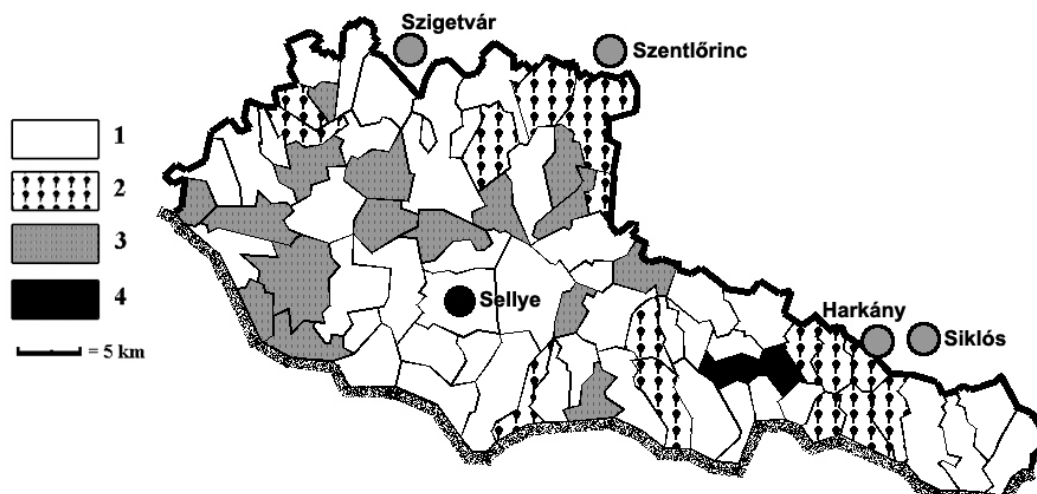 Szigetvár
Szentlőrinc
1
2
3
4
= 5 km
Sellye
Harkány
Siklós